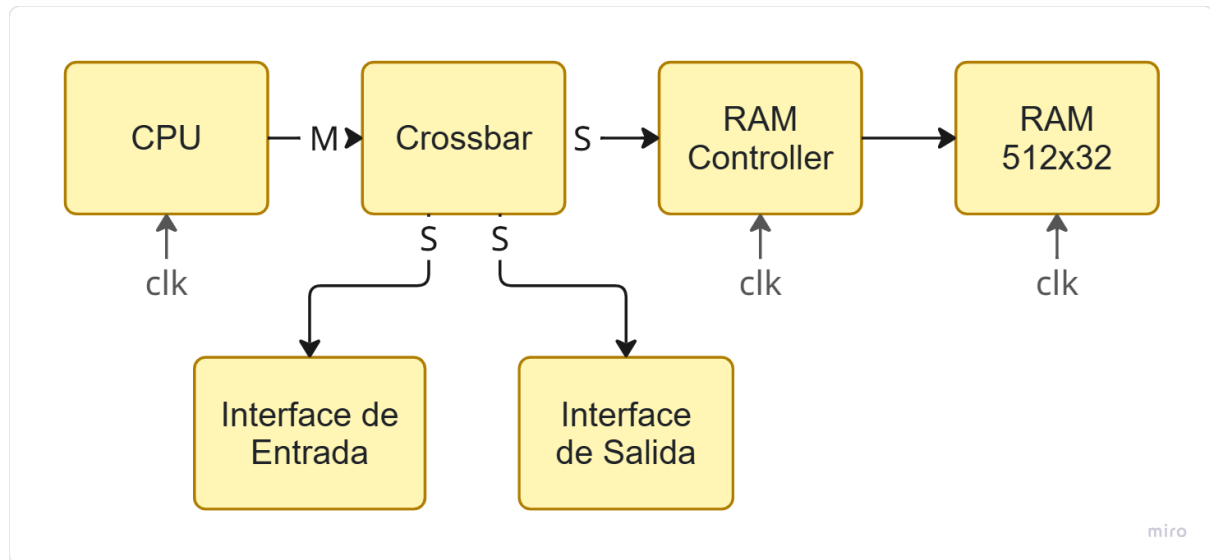 CPU
M
Crossbar
S
RAM
Controller
RAM
512x32
S
S
clk
clk
clk
Interface de
Entrada
Interface
de Salida
miro